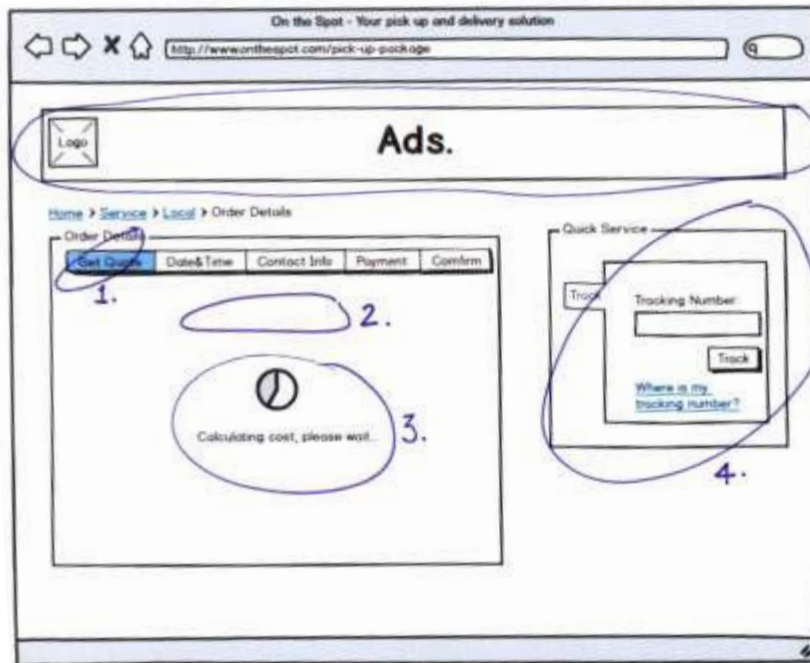 On the Spot - Your pick up and delivery solution
http://www.onthespot.com/pick-up-package
Logo
Ads.
Home > Service > Local > Order Details
Order Details
Get Quote Date&Time Contact Info Payment Comfirm
1.
2.
Calculating cost, please wait...
3.
Quick Service
Track
Tracking Number
Track
Where is my
tracking number?
4.